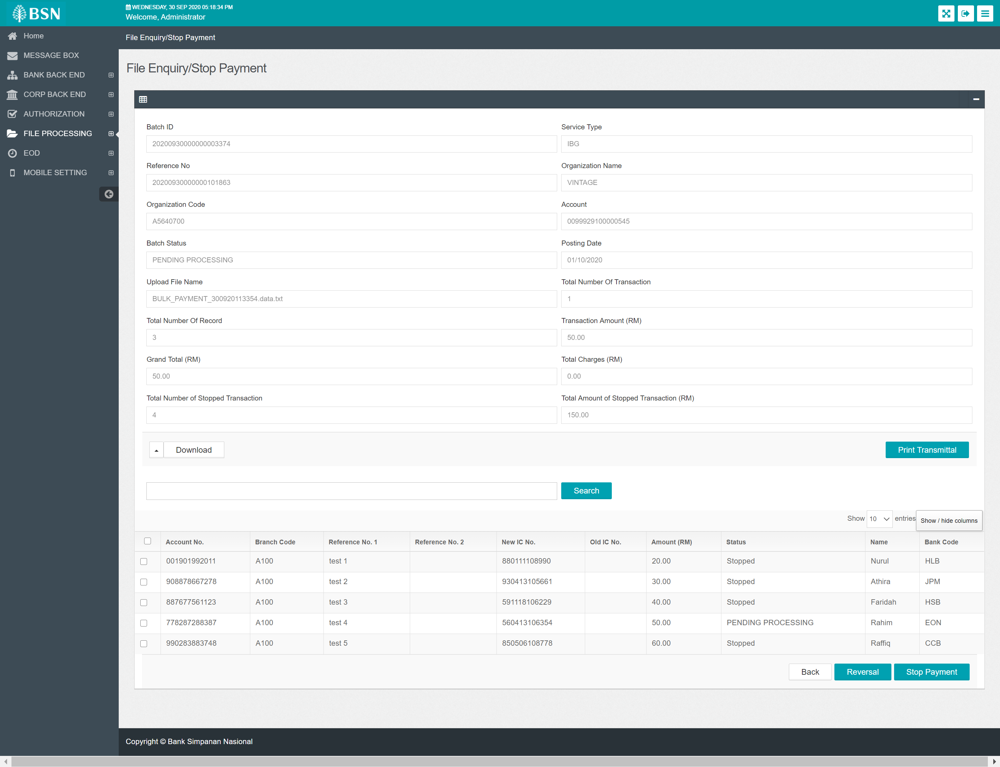 BSN
WEDNESDAY, 30 SEP 2020 05:18:34 PM
Welcome, Administrator
Home
MESSAGE BOX
BANK BACK END
CORP BACK END
AUTHORIZATION
FILE PROCESSING
EOD
MOBILE SETTING
File Enquiry/Stop Payment
File Enquiry/Stop Payment
Batch ID Service Type
20200930000000003374 IBG
Reference No Organization Name
20200930000000101863 VINTAGE
Organization Code Account
A5640700 0099929100000545
Batch Status Posting Date
PENDING PROCESSING 01/10/2020
Upload File Name Total Number Of Transaction
BULK_PAYMENT_300920113354.data.txt 1
Total Number Of Record Transaction Amount (RM)
3 50.00
Grand Total (RM) Total Charges (RM)
50.00 0.00
Total Number of Stopped Transaction Total Amount of Stopped Transaction (RM)
4 150.00
Download Print Transmittal
Search
Show 10 entries Show / hide columns
Account No. Branch Code Reference No. 1 Reference No. 2 New IC No. Old IC No. Amount (RM) Status Name Bank Code
001901992011 A100 test 1 880111108990 20.00 Stopped Nurul HLB
908878667278 A100 test 2 930413105661 30.00 Stopped Athira JPM
887677561123 A100 test 3 591118106229 40.00 Stopped Faridah HSB
778287288387 A100 test 4 560413106354 50.00 PENDING PROCESSING Rahim EON
990283883748 A100 test 5 850506108778 60.00 Stopped Raffiq CCB
Back Reversal Stop Payment
Copyright © Bank Simpanan Nasional